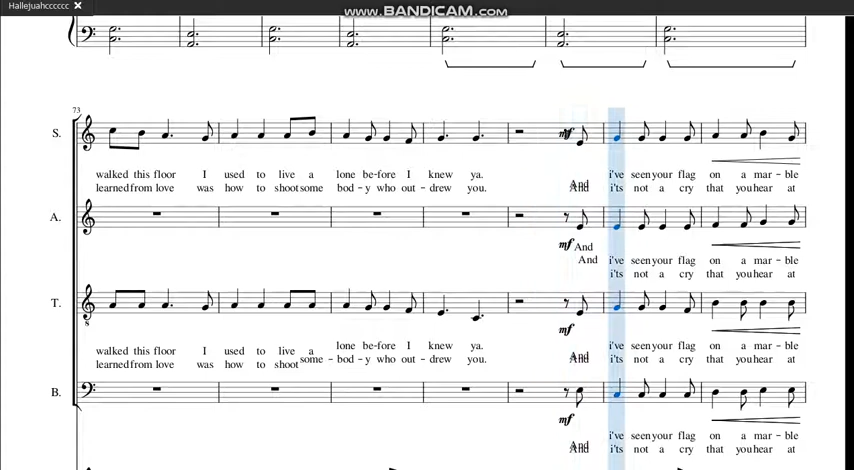 Hallejuahcccccc ✕
WWW.BANDICAM.COM
73
S.
mf
walked this floor I used to live a lone be-fore I knew ya. And i've seen your flag on a mar-ble
learned from love was how to shoot some bod-y who out-drew you. And i'ts not a cry that you hear at
A.
mf And
And i've seen your flag on a mar-ble
i'ts not a cry that you hear at
T.
8
mf
walked this floor I used to live a lone be-fore I knew ya. And i've seen your flag on a mar-ble
learned from love was how to shoot some-bod-y who out-drew you. And i'ts not a cry that you hear at
B.
mf
i've seen your flag on a mar-ble
And i'ts not a cry that you hear at